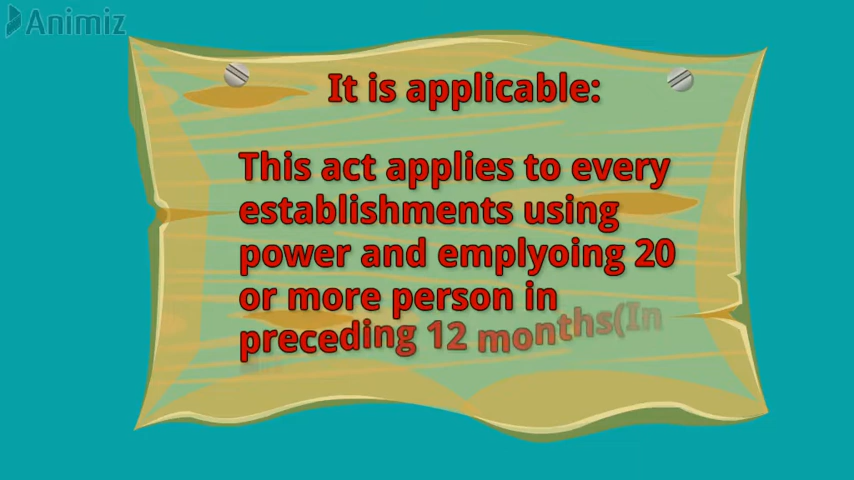 Animiz
It is applicable:
This act applies to every
establishments using
power and emplyoing 20
or more person in
preceding 12 months(In